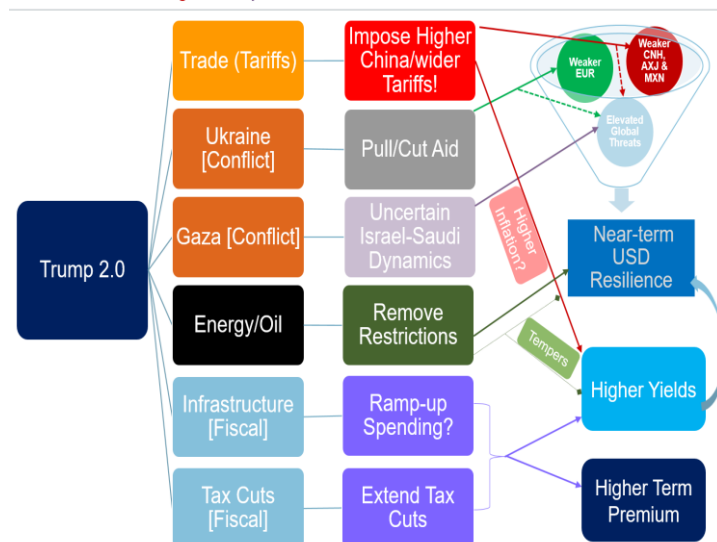 Trump 2.0
Trade (Tariffs)
Ukraine
[Conflict]
Gaza [Conflict]
Energy/Oil
Infrastructure
[Fiscal]
Tax Cuts
[Fiscal]
Impose Higher
China/wider
Tariffs!
Pull/Cut Aid
Uncertain
Israel-Saudi
Dynamics
Remove
Restrictions
Ramp-up
Spending?
Extend Tax
Cuts
Weaker
EUR
Weaker
CNH,
AXJ &
MXN
Elevated
Global
Threats
Higher
Inflation?
Near-term
USD
Resilience
Tempers
Higher Yields
Higher Term
Premium